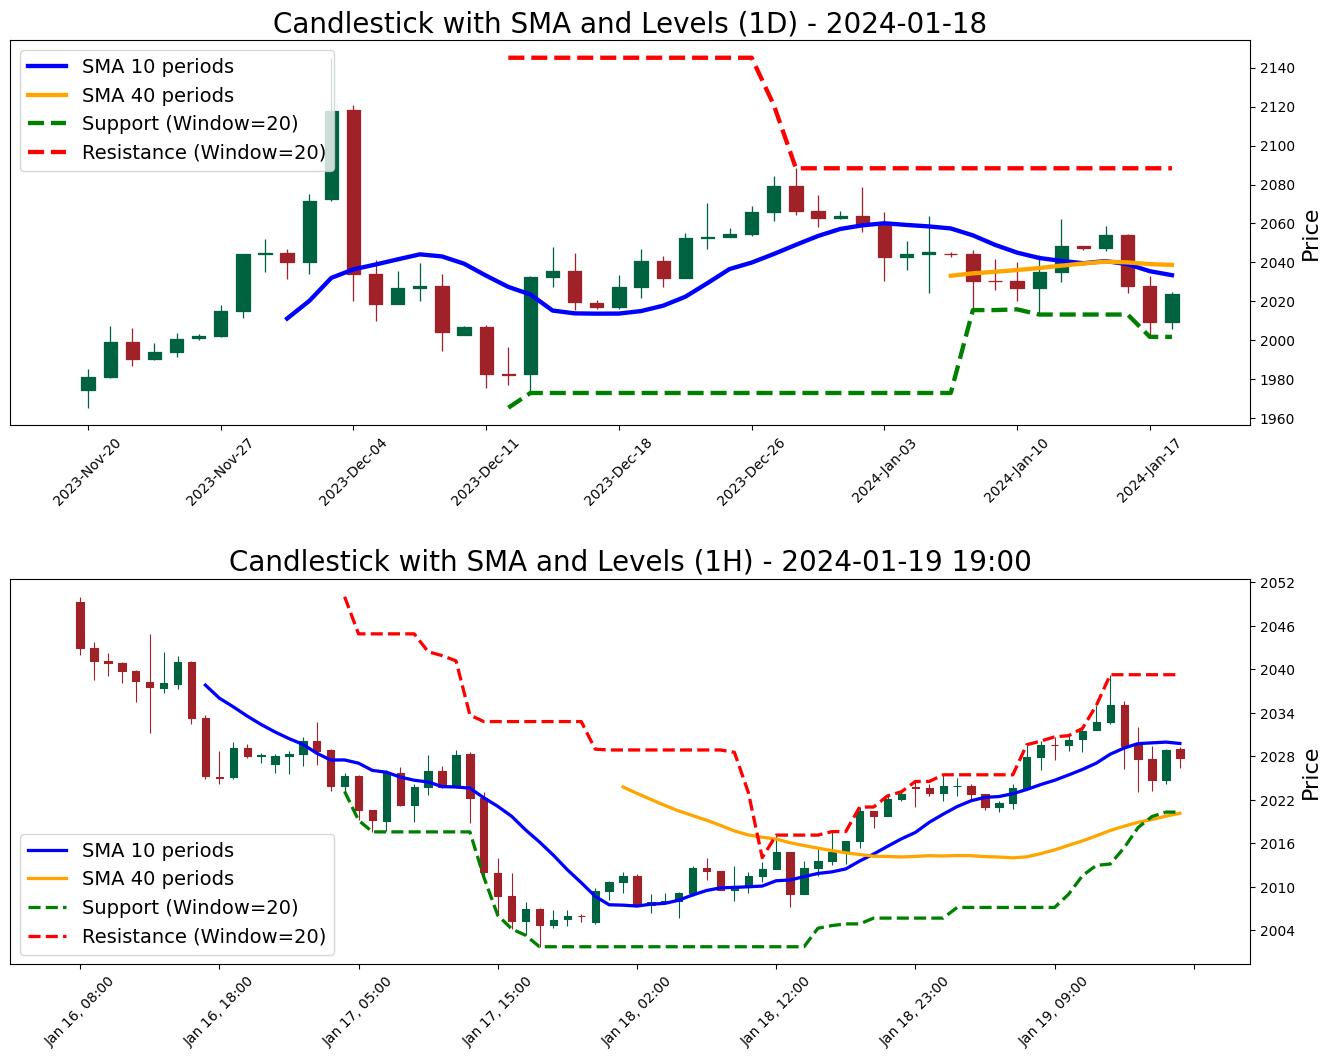 Candlestick with SMA and Levels (1D) - 2024-01-18
SMA 10 periods
SMA 40 periods
Support (Window=20)
Resistance (Window=20)
2140
2120
2100
2080
2060
2040
2020
2000
1980
1960
Price
2023-Nov-20
2023-Nov-27
2023-Dec-04
2023-Dec-11
2023-Dec-18
2023-Dec-26
2024-Jan-03
2024-Jan-10
2024-Jan-17
Candlestick with SMA and Levels (1H) - 2024-01-19 19:00
2052
2046
2040
2034
2028
2022
2016
2010
2004
Price
SMA 10 periods
SMA 40 periods
Support (Window=20)
Resistance (Window=20)
Jan 16, 08:00
Jan 16, 18:00
Jan 17, 05:00
Jan 17, 15:00
Jan 18, 02:00
Jan 18, 12:00
Jan 18, 23:00
Jan 19, 09:00